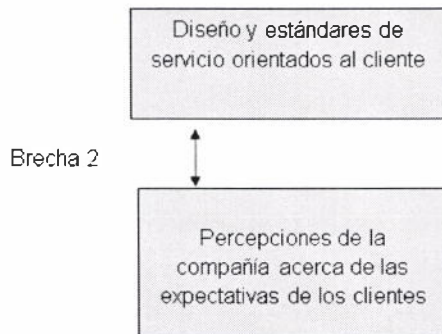 Diseño y estándares de
servicio orientados al cliente
Brecha 2
Percepciones de la
compañía acerca de las
expectativas de los clientes